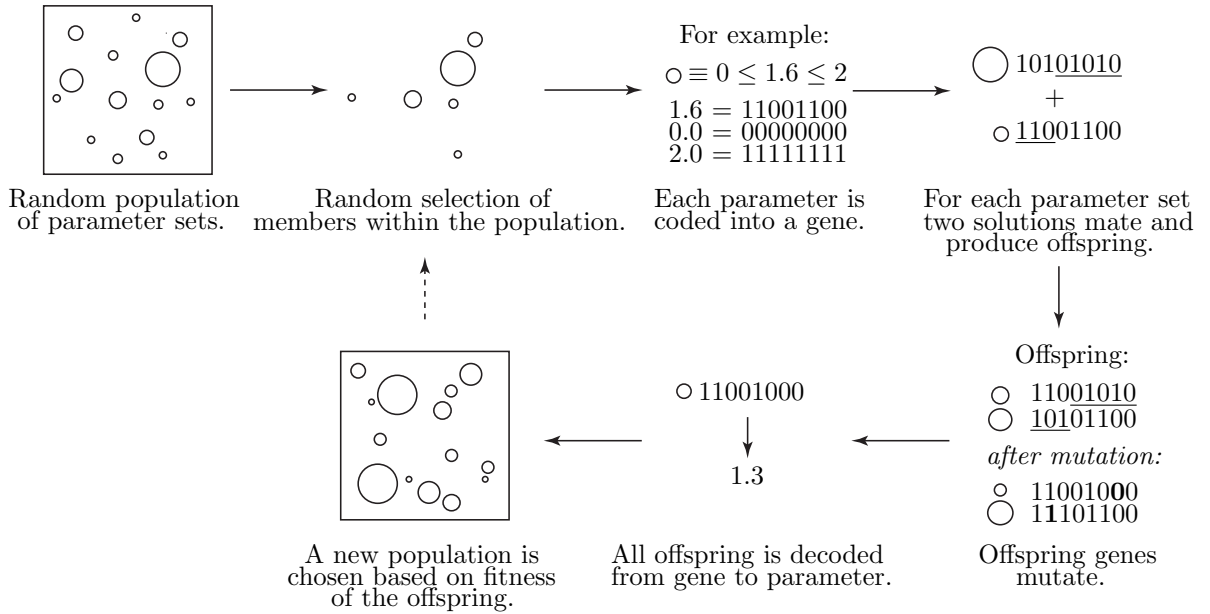 Random population
of parameter sets.
Random selection of
members within the population.
For example:
≡ 0 ≤ 1.6 ≤ 2
1.6 = 11001100
0.0 = 00000000
2.0 = 11111111
Each parameter is
coded into a gene.
10101010
+
11001100
For each parameter set
two solutions mate and
produce offspring.
Offspring:
11001010
10101100
after mutation:
11001000
11101100
Offspring genes
mutate.
11001000
1.3
All offspring is decoded
from gene to parameter.
A new population is
chosen based on fitness
of the offspring.